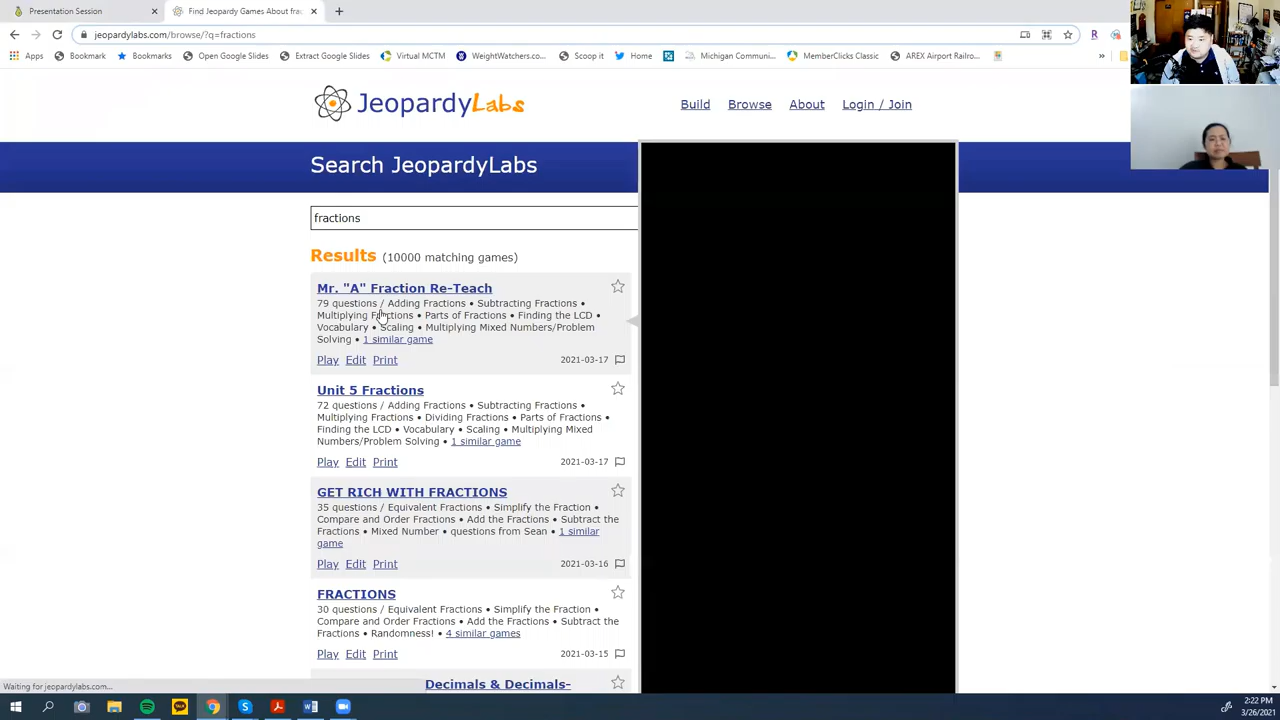 Presentation Session
Find Jeopardy Games About frac
jeopardylabs.com/browse/?q=fractions
Apps Bookmark Bookmarks Open Google Slides Extract Google Slides Virtual MCTM WeightWatchers.co... Scoop it Home Michigan Communi... MemberClicks Classic AREX Airport Railro... »
JeopardyLabs
Build Browse About Login / Join
Search JeopardyLabs
fractions
Results (10000 matching games)
Mr. "A" Fraction Re-Teach
79 questions / Adding Fractions • Subtracting Fractions •
Multiplying Fractions • Parts of Fractions • Finding the LCD •
Vocabulary • Scaling • Multiplying Mixed Numbers/Problem
Solving • 1 similar game
Play Edit Print 2021-03-17
Unit 5 Fractions
72 questions / Adding Fractions • Subtracting Fractions •
Multiplying Fractions • Dividing Fractions • Parts of Fractions •
Finding the LCD • Vocabulary • Scaling • Multiplying Mixed
Numbers/Problem Solving • 1 similar game
Play Edit Print 2021-03-17
GET RICH WITH FRACTIONS
35 questions / Equivalent Fractions • Simplify the Fraction •
Compare and Order Fractions • Add the Fractions • Subtract the
Fractions • Mixed Number • questions from Sean • 1 similar
game
Play Edit Print 2021-03-16
FRACTIONS
30 questions / Equivalent Fractions • Simplify the Fraction •
Compare and Order Fractions • Add the Fractions • Subtract the
Fractions • Randomness! • 4 similar games
Play Edit Print 2021-03-15
Decimals & Decimals-
Waiting for jeopardylabs.com...
2:22 PM
3/26/2021